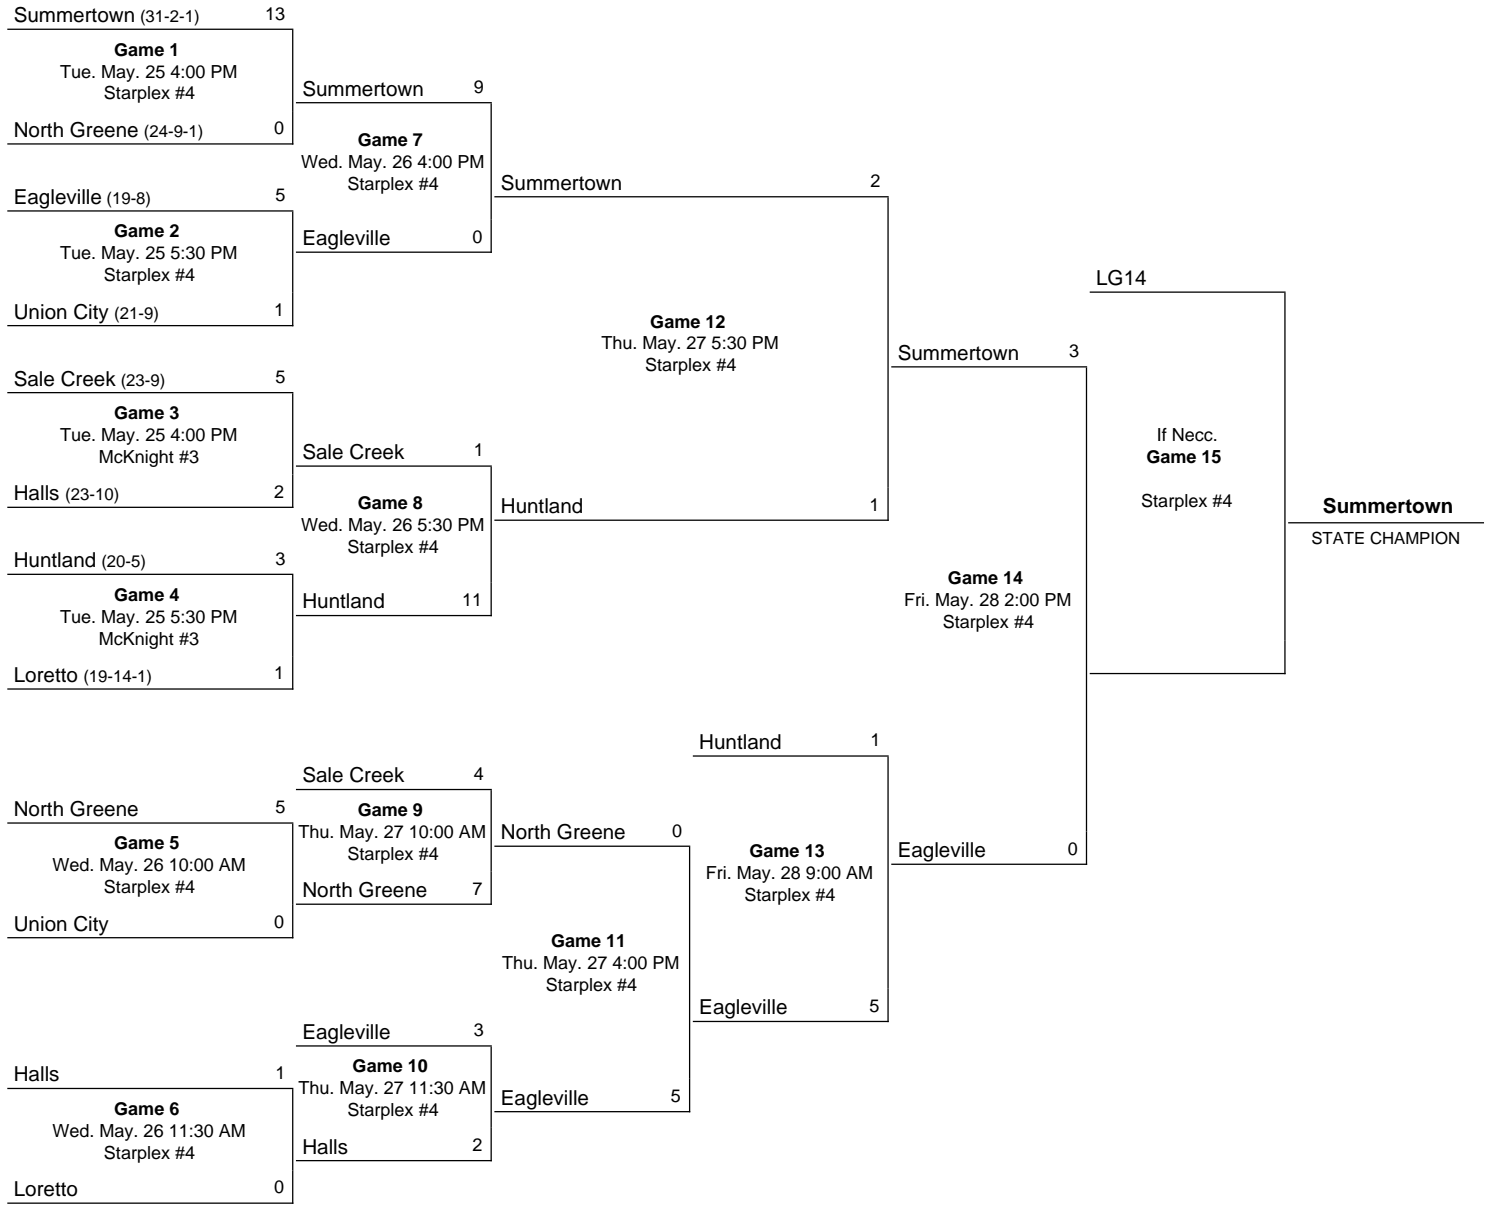 Summertown (31-2-1) 13
Game 1
Tue. May. 25 4:00 PM
Starplex #4
North Greene (24-9-1) 0
Eagleville (19-8) 5
Game 2
Tue. May. 25 5:30 PM
Starplex #4
Union City (21-9) 1
Sale Creek (23-9) 5
Game 3
Tue. May. 25 4:00 PM
McKnight #3
Halls (23-10) 2
Huntland (20-5) 3
Game 4
Tue. May. 25 5:30 PM
McKnight #3
Loretto (19-14-1) 1
North Greene 5
Game 5
Wed. May. 26 10:00 AM
Starplex #4
Union City 0
Halls 1
Game 6
Wed. May. 26 11:30 AM
Starplex #4
Loretto 0
Summertown 9
Game 7
Wed. May. 26 4:00 PM
Starplex #4
Eagleville 0
Sale Creek 1
Game 8
Wed. May. 26 5:30 PM
Starplex #4
Huntland 11
Sale Creek 4
Game 9
Thu. May. 27 10:00 AM
Starplex #4
North Greene 7
Eagleville 3
Game 10
Thu. May. 27 11:30 AM
Starplex #4
Halls 2
Summertown 2
Game 12
Thu. May. 27 5:30 PM
Starplex #4
Huntland 1
North Greene 0
Game 11
Thu. May. 27 4:00 PM
Starplex #4
Eagleville 5
Huntland 1
Game 13
Fri. May. 28 9:00 AM
Starplex #4
Eagleville 5
Summertown 3
Game 14
Fri. May. 28 2:00 PM
Starplex #4
Eagleville 0
LG14
If Necc.
Game 15
Starplex #4
Summertown
STATE CHAMPION